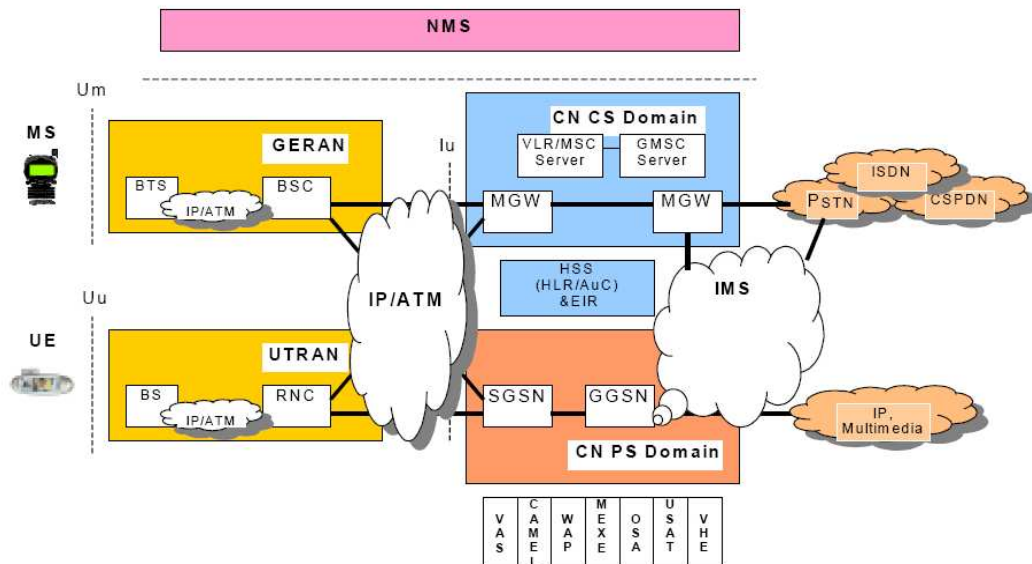 NMS
Um
MS
GERAN
BTS
IP/ATM
BSC
Iu
CN CS Domain
VLR/MSC
Server
GMSC
Server
MGW
MGW
ISDN
PSTN
CSPDN
IP/ATM
HSS
(HLR/AuC)
&EIR
IMS
Uu
UE
UTRAN
BS
IP/ATM
RNC
SGSN
GGSN
CN PS Domain
IP,
Multimedia
VAS
CAMEL
WAP
MEXE
OSA
USAT
VHE